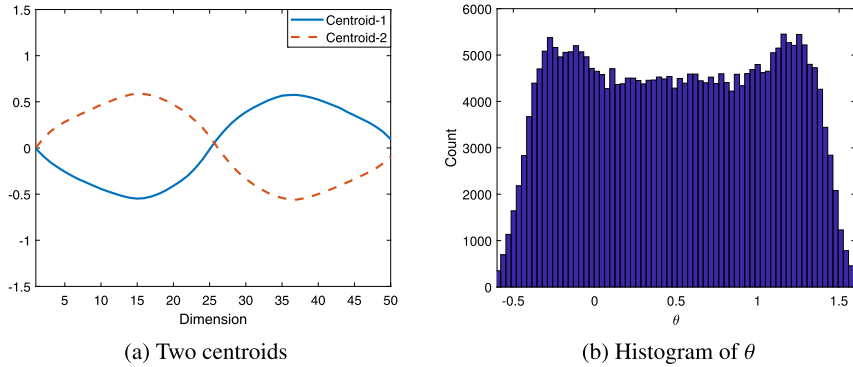 1.5
1
0.5
0
-0.5
-1
-1.5
5 10 15 20 25 30 35 40 45 50
Dimension
Centroid-1
Centroid-2
(a) Two centroids
6000
5000
4000
3000
2000
1000
0
Count
-0.5 0 0.5 1 1.5
θ
(b) Histogram of θ